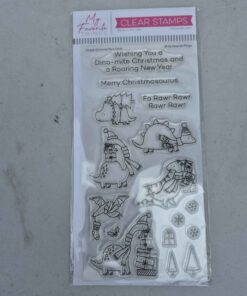 My
Favorite
CLEAR STAMPS
Wishing You a
Dino-mite Christmas and
a Roaring New Year
Merry Christmasaurus
Fa Rawr Rawr
Rawr Rawr!